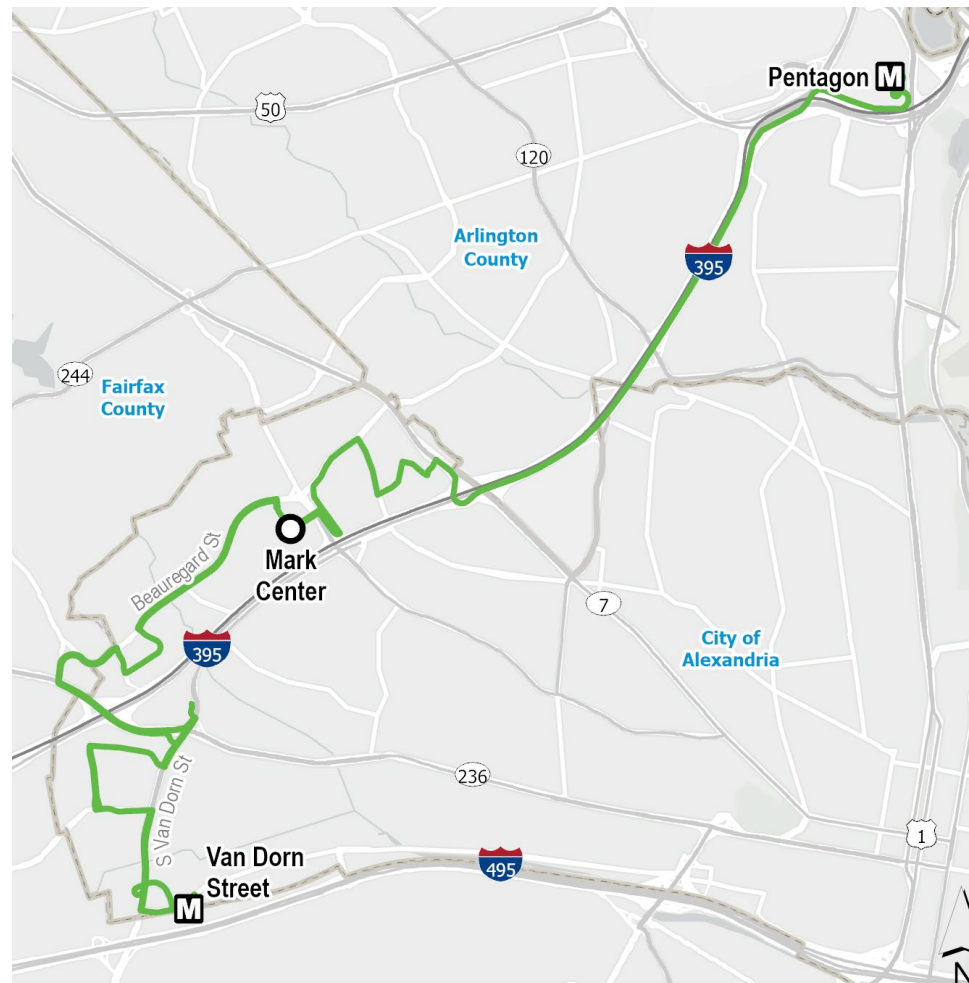 Pentagon M
50
120
Arlington
County
395
244
Fairfax
County
Beauregard St
Mark
Center
7
395
City of
Alexandria
236
S Van Dorn St
1
Van Dorn
Street
M
495
N